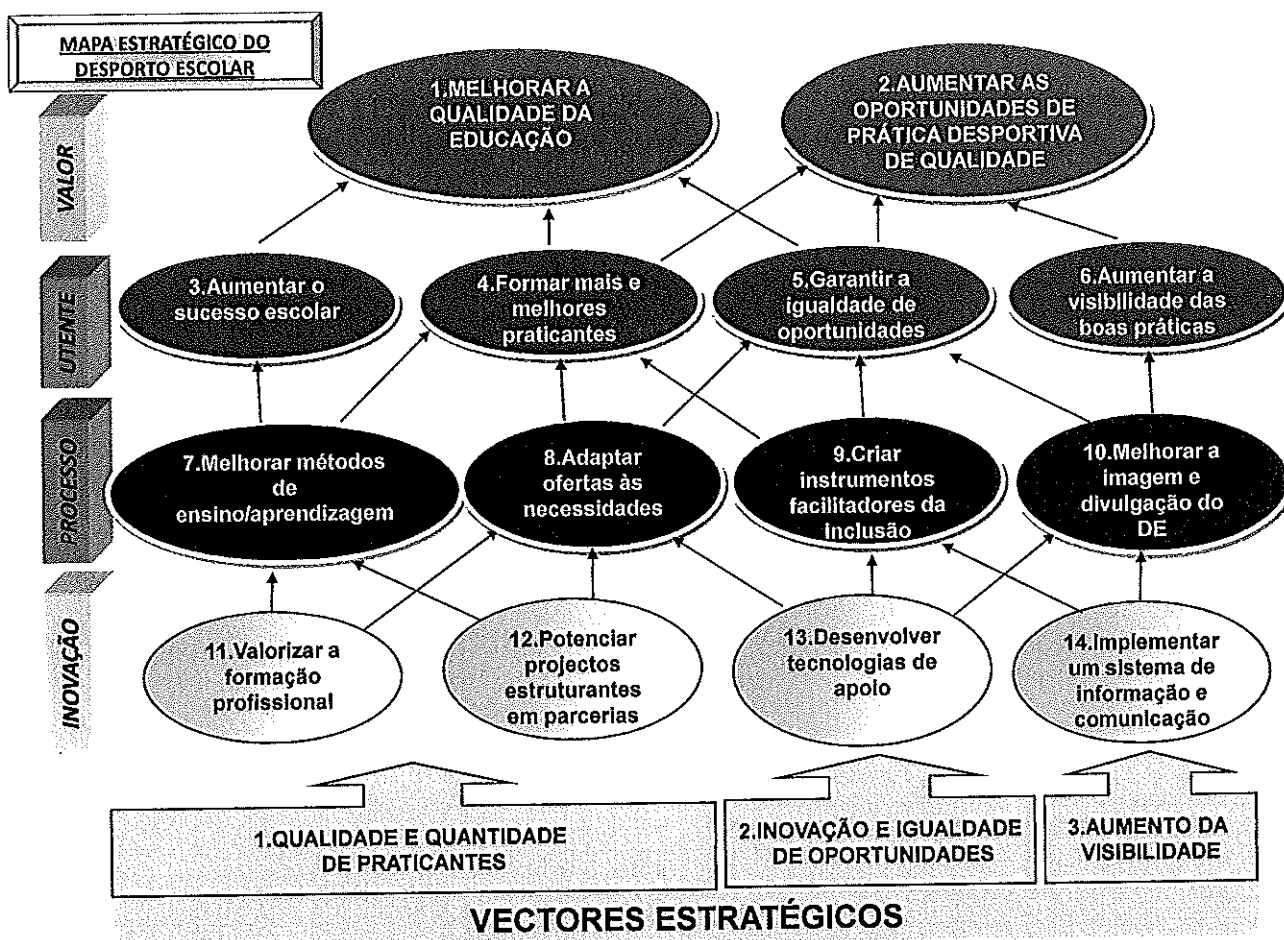 MAPA ESTRATÉGICO DO
DESPORTO ESCOLAR
VALOR
1.MELHORAR A
QUALIDADE DA
EDUCAÇÃO
2.AUMENTAR AS
OPORTUNIDADES DE
PRÁTICA DESPORTIVA
DE QUALIDADE
UTENTE
3.Aumentar o
sucesso escolar
4.Formar mais e
melhores
praticantes
5.Garantir a
igualdade de
oportunidades
6.Aumentar a
visibilidade das
boas práticas
PROCESSO
7.Melhorar métodos
de
ensino/aprendizagem
8.Adaptar
ofertas às
necessidades
9.Criar
instrumentos
facilitadores da
inclusão
10.Melhorar a
imagem e
divulgação do
DE
INOVAÇÃO
11.Valorizar a
formação
profissional
12.Potenciar
projectos
estruturantes
em parcerias
13.Desenvolver
tecnologias de
apoio
14.Implementar
um sistema de
informação e
comunicação
1.QUALIDADE E QUANTIDADE
DE PRATICANTES
2.INOVAÇÃO E IGUALDADE
DE OPORTUNIDADES
3.AUMENTO DA
VISIBILIDADE
VECTORES ESTRATÉGICOS